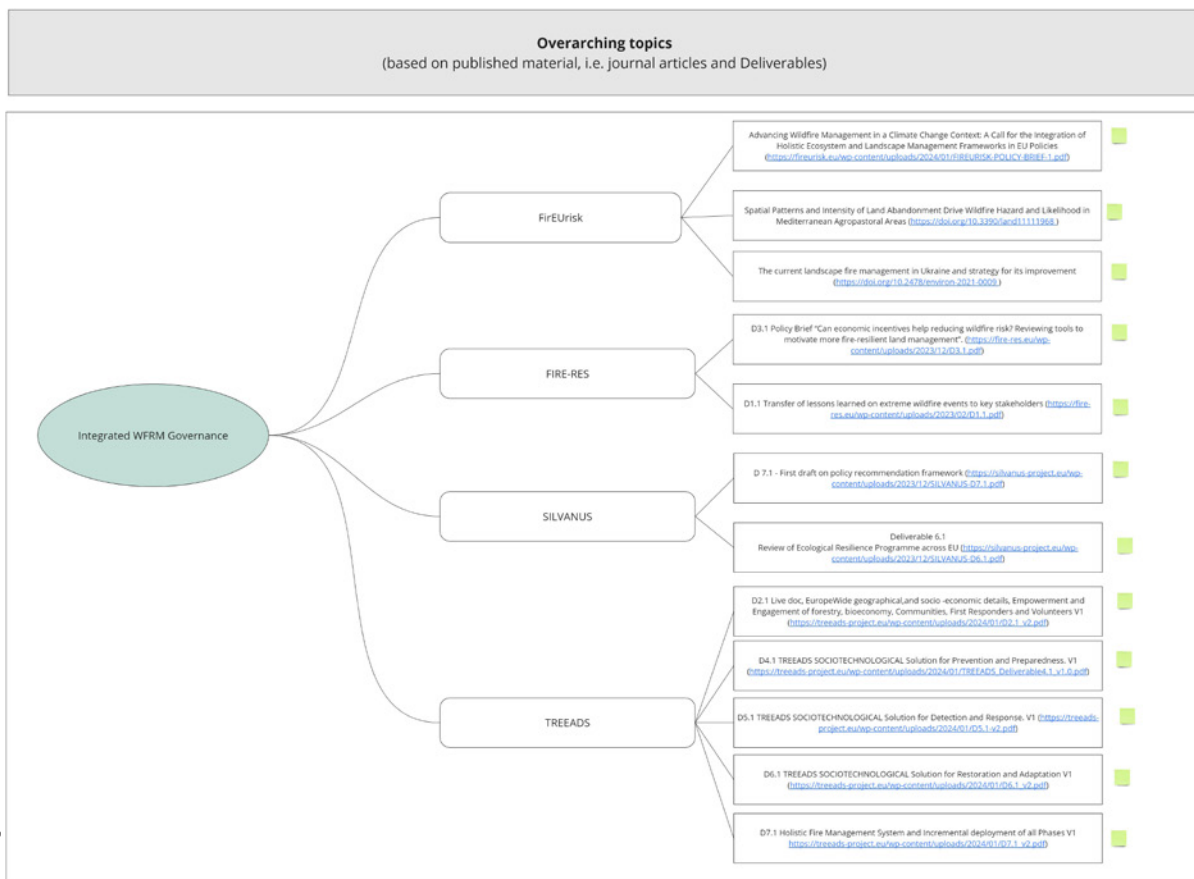 Overarching topics
(based on published material, i.e. journal articles and Deliverables)
Integrated WFRM Governance
FirEUrisk
Advancing Wildfire Management in a Climate Change Context: A Call for the Integration of
Holistic Ecosystem and Landscape Management Frameworks in EU Policies
(https://fireurisk.eu/wp-content/uploads/2024/01/FIREURISK-POLICY-BRIEF-1.pdf)
Spatial Patterns and Intensity of Land Abandonment Drive Wildfire Hazard and Likelihood in
Mediterranean Agropastoral Areas (https://doi.org/10.3390/land11111968 )
The current landscape fire management in Ukraine and strategy for its improvement
(https://doi.org/10.2478/environ-2021-0009 )
FIRE-RES
D3.1 Policy Brief "Can economic incentives help reducing wildfire risk? Reviewing tools to
motivate more fire-resilient land management". (https://fire-res.eu/wp-
content/uploads/2023/12/D3.1.pdf)
D1.1 Transfer of lessons learned on extreme wildfire events to key stakeholders (https://fire-
res.eu/wp-content/uploads/2023/02/D1.1.pdf)
SILVANUS
D 7.1 - First draft on policy recommendation framework (https://silvanus-project.eu/wp-
content/uploads/2023/12/SILVANUS-D7.1.pdf)
Deliverable 6.1
Review of Ecological Resilience Programme across EU (https://silvanus-project.eu/wp-
content/uploads/2023/12/SILVANUS-D6.1.pdf)
TREEADS
D2.1 Live doc, EuropeWide geographical,and socio -economic details, Empowerment and
Engagement of forestry, bioeconomy, Communities, First Responders and Volunteers V1
(https://treeads-project.eu/wp-content/uploads/2024/01/D2.1_v2.pdf)
D4.1 TREEADS SOCIOTECHNOLOGICAL Solution for Prevention and Preparedness. V1
(https://treeads-project.eu/wp-content/uploads/2024/01/TREEADS_Deliverable4.1_v1.0.pdf)
D5.1 TREEADS SOCIOTECHNOLOGICAL Solution for Detection and Response. V1 (https://treeads-
project.eu/wp-content/uploads/2024/01/D5.1-v2.pdf)
D6.1 TREEADS SOCIOTECHNOLOGICAL Solution for Restoration and Adaptation V1
(https://treeads-project.eu/wp-content/uploads/2024/01/D6.1_v2.pdf)
D7.1 Holistic Fire Management System and Incremental deployment of all Phases V1
https://treeads-project.eu/wp-content/uploads/2024/01/D7.1_v2.pdf)